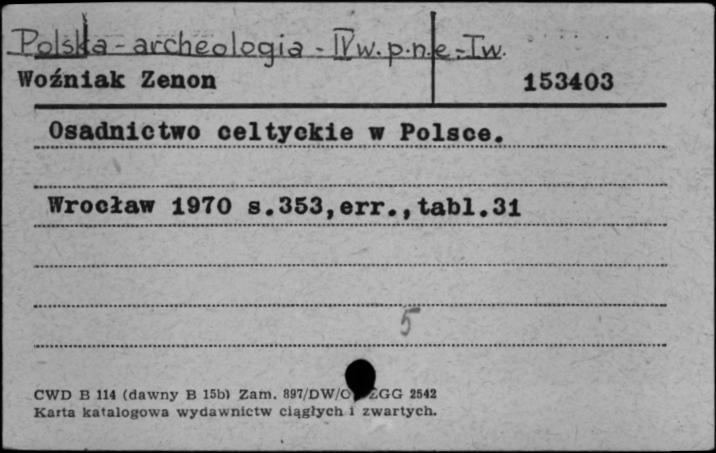 Polska - archeologia - IV w. p.n.e. - I w.
Woźniak Zenon 153403
Osadnictwo celtyckie w Polsce.
Wrocław 1970 s.353,err.,tabl.31
5
CWD B 114 (dawny B 15b) Zam. 897/DW/ ZGG 2542
Karta katalogowa wydawnictw ciągłych i zwartych.